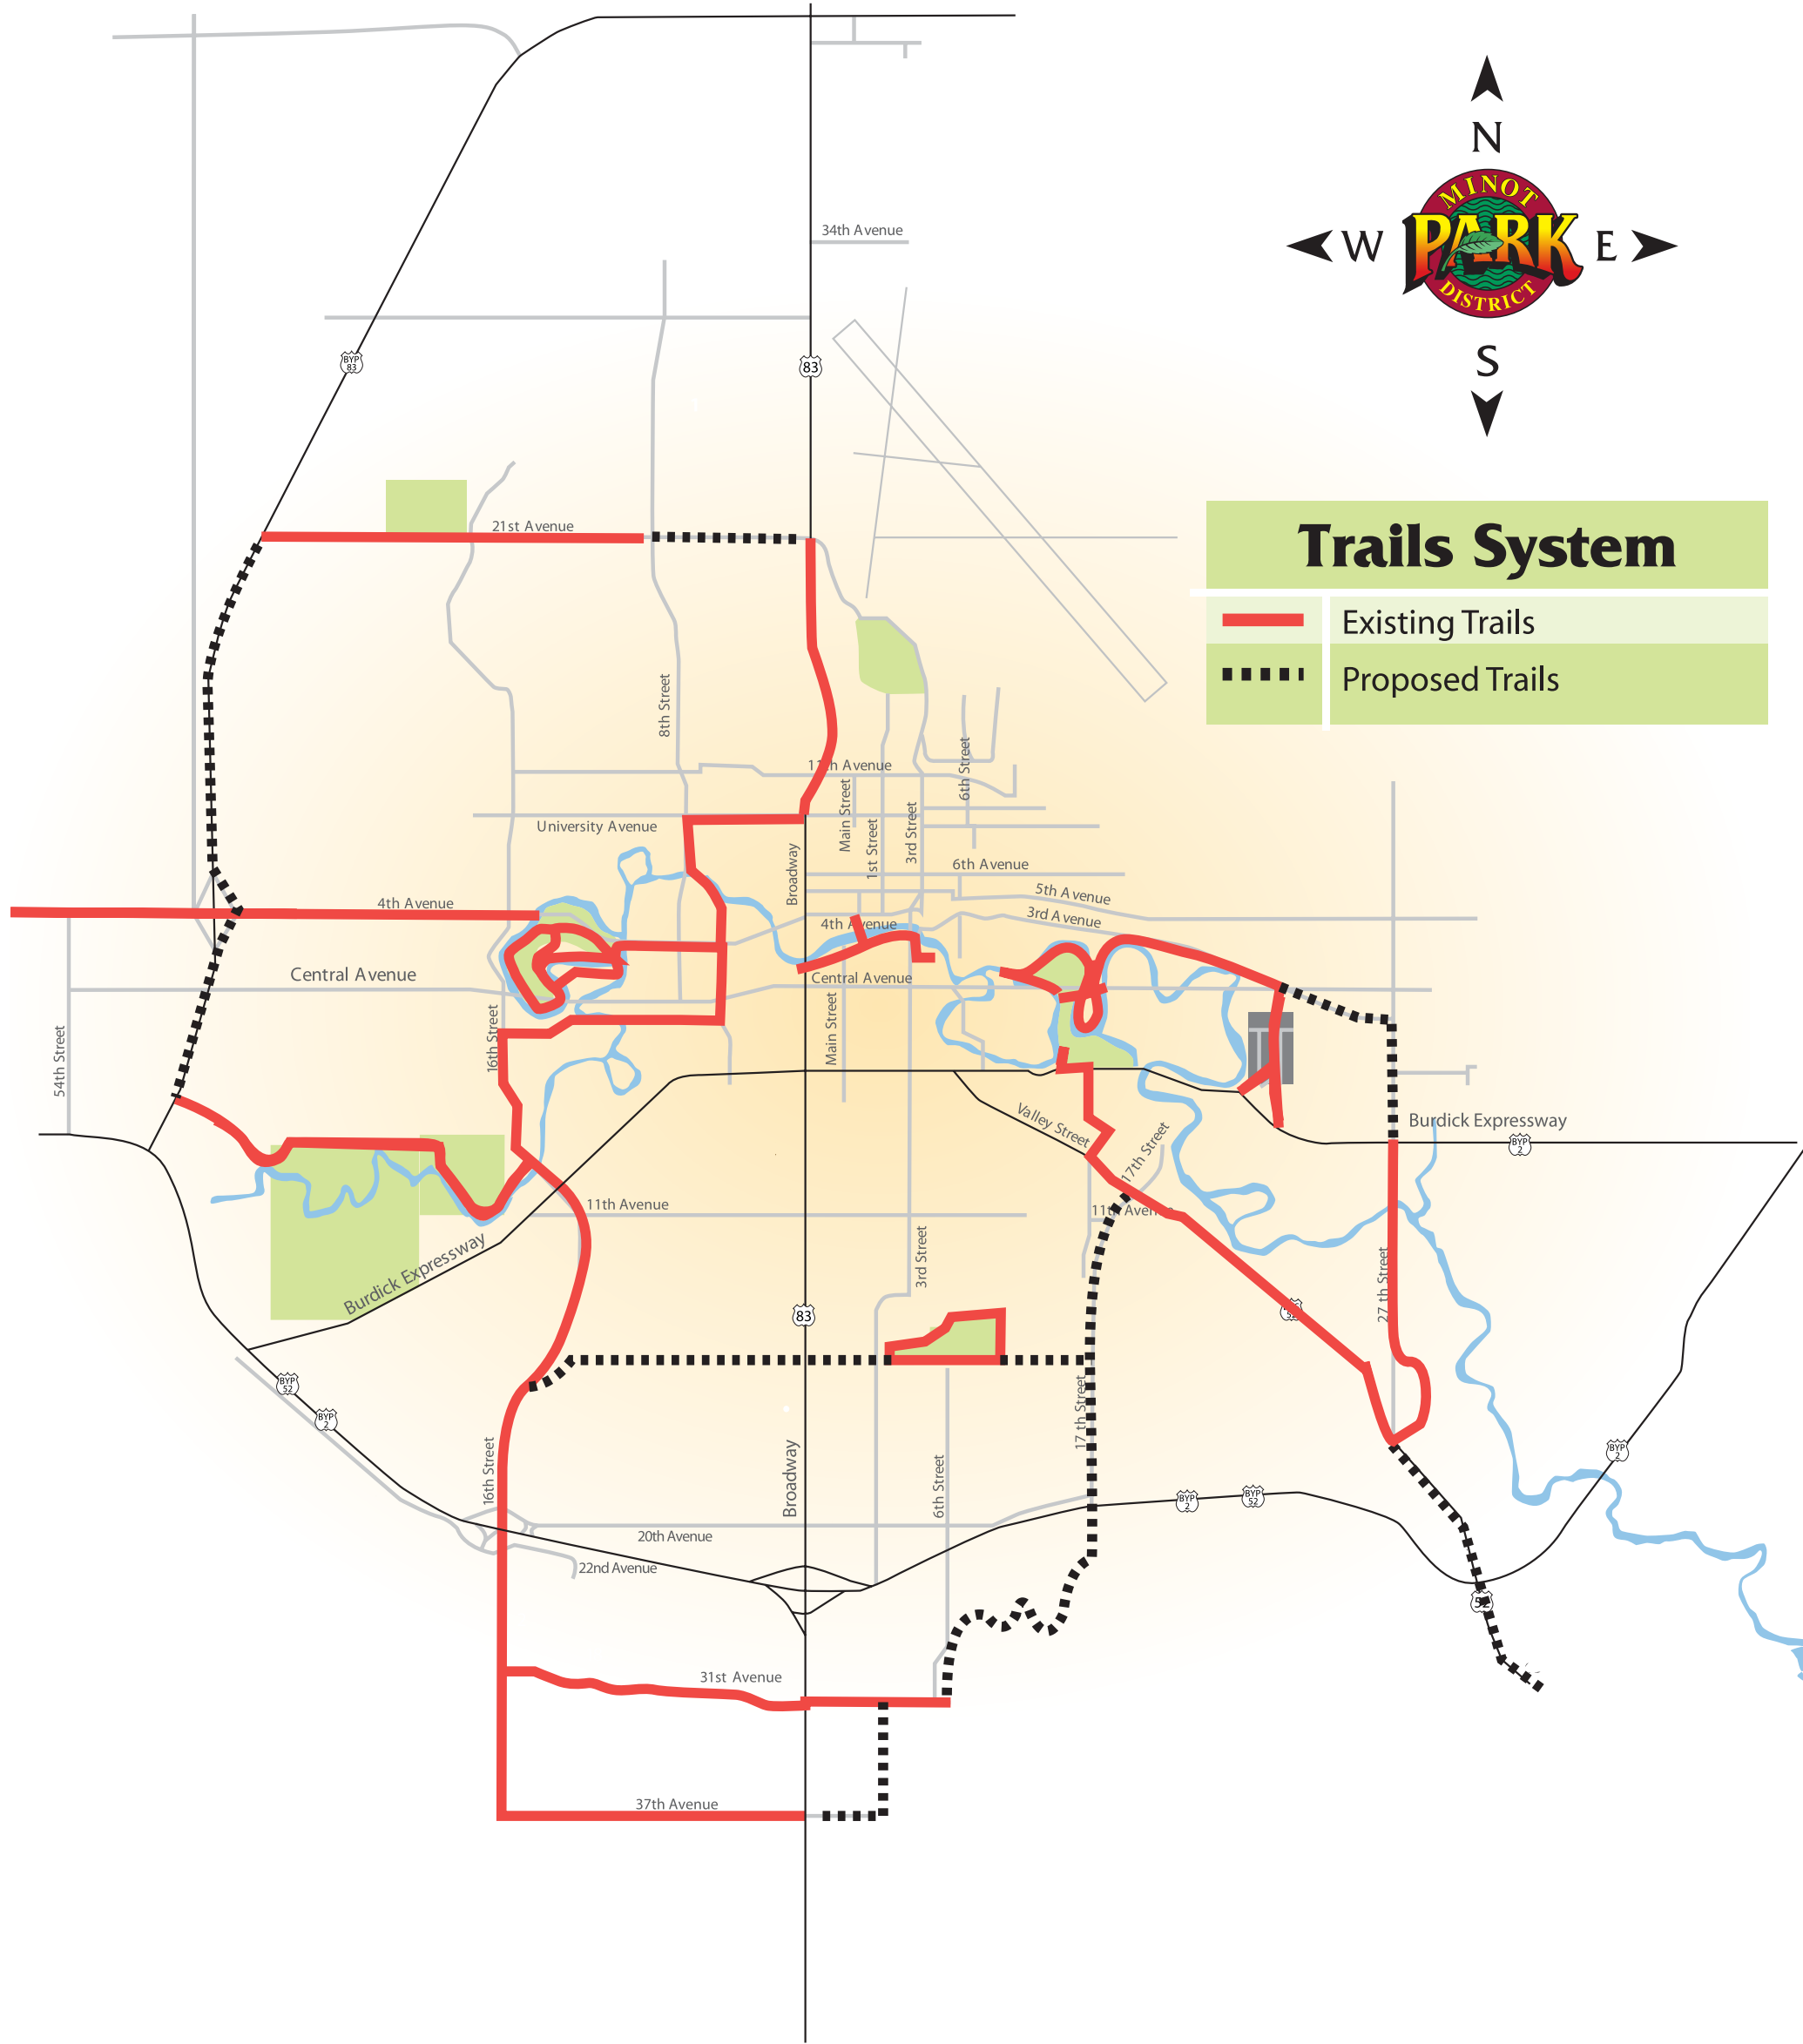 N
MINOT
PARK
DISTRICT
W
E
S
34th Avenue
BYP
83
83
Trails System
Existing Trails
Proposed Trails
21st Avenue
8th Street
11th Avenue
6th Street
Main Street
3rd Street
1st Street
University Avenue
Broadway
6th Avenue
5th Avenue
3rd Avenue
4th Avenue
4th Avenue
Central Avenue
Central Avenue
54th Street
16th Street
Main Street
Valley Street
17th Street
Burdick Expressway
BYP
2
11th Avenue
11th Avenue
Burdick Expressway
3rd Street
27 th Street
83
52
BYP
52
BYP
2
16th Street
Broadway
6th Street
17 th Street
BYP
2
BYP
52
BYP
2
20th Avenue
22nd Avenue
52
31st Avenue
37th Avenue